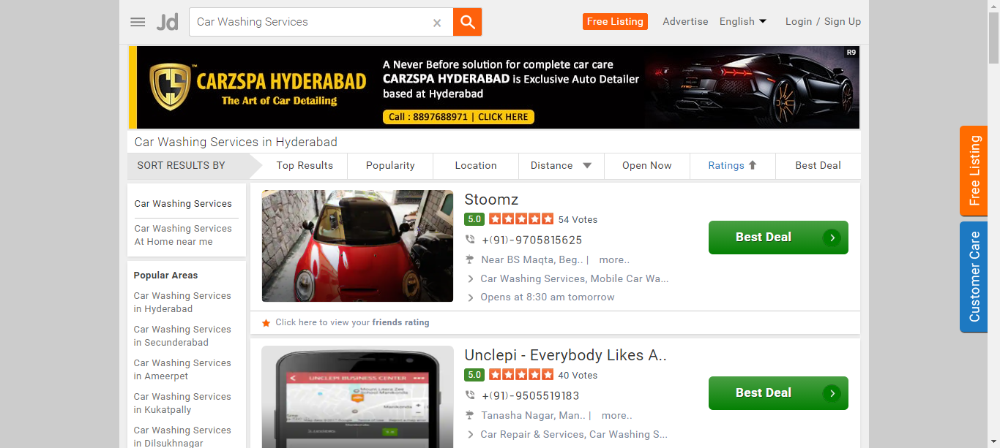 Jd
Car Washing Services
×
Free Listing
Advertise
English
Login / Sign Up
R9
CARZSPA HYDERABAD™
The Art of Car Detailing
A Never Before solution for complete car care
CARZSPA HYDERABAD is Exclusive Auto Detailer
based at Hyderabad
Call : 8897688971 | CLICK HERE
Car Washing Services in Hyderabad
SORT RESULTS BY
Top Results
Popularity
Location
Distance
Open Now
Ratings
Best Deal
Car Washing Services
Car Washing Services
At Home near me
Popular Areas
Car Washing Services
in Hyderabad
Car Washing Services
in Secunderabad
Car Washing Services
in Ameerpet
Car Washing Services
in Kukatpally
Car Washing Services
in Dilsukhnagar
Stoomz
5.0 54 Votes
+(91)-9705815625
Near BS Maqta, Beg.. | more..
Car Washing Services, Mobile Car Wa...
Opens at 8:30 am tomorrow
Best Deal
Click here to view your friends rating
UNCLEPI BUSINESS CENTER
Mount Litera Zee
School Manikonda
Unclepi - Everybody Likes A..
5.0 40 Votes
+(91)-9505519183
Tanasha Nagar, Man.. | more..
Car Repair & Services, Car Washing S...
Best Deal
Free Listing
Customer Care